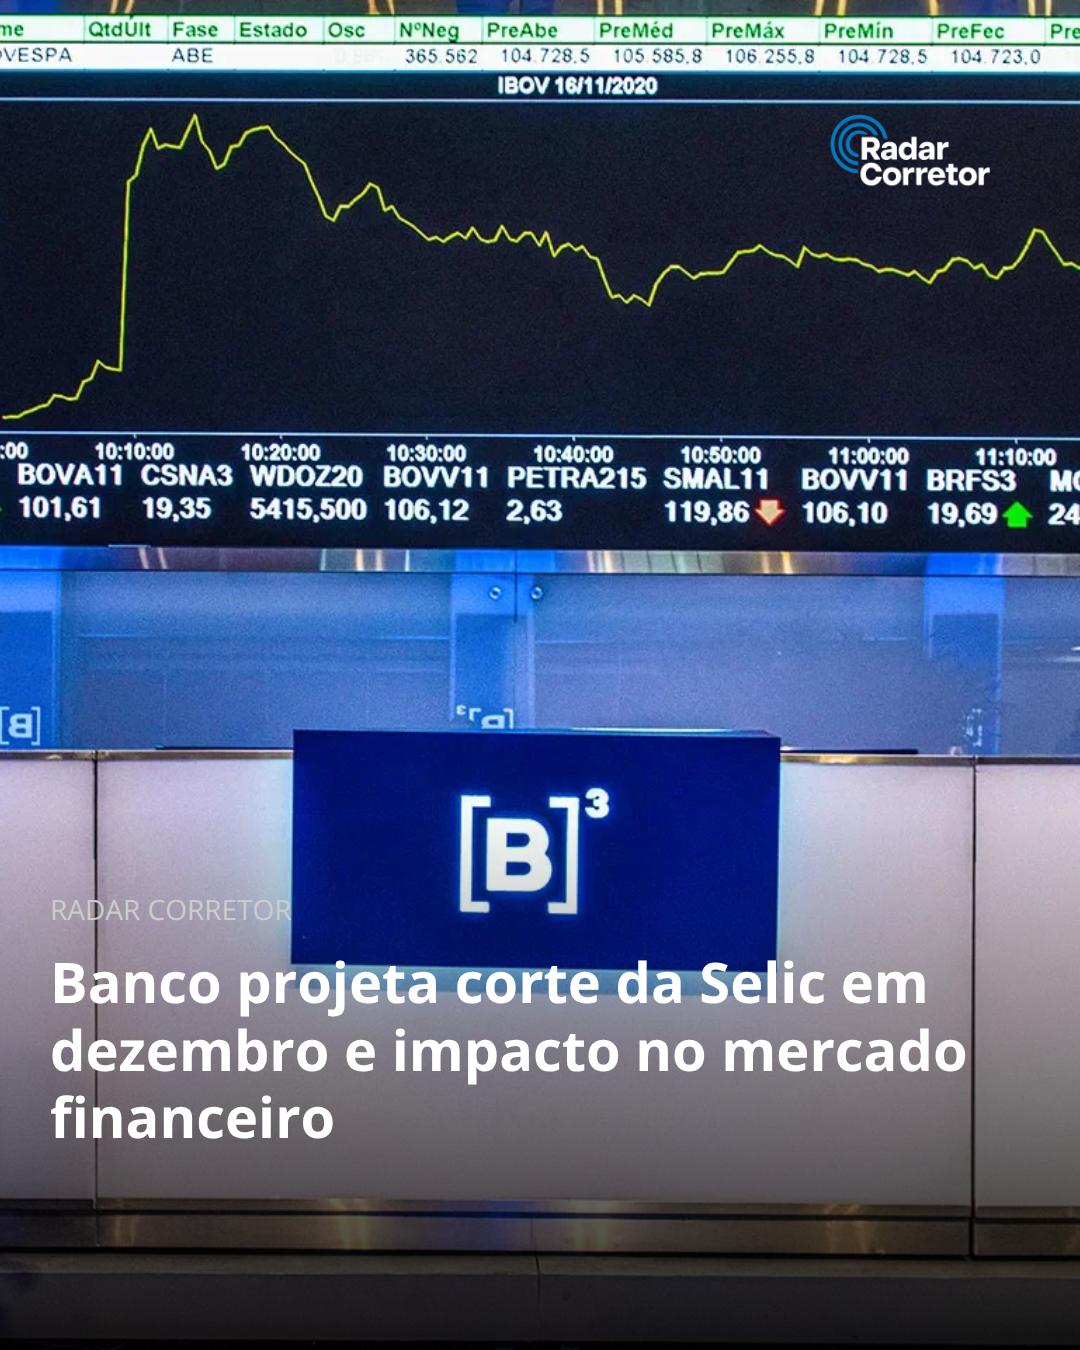 me QtdÚlt Fase Estado Osc NºNeg PreAbe PreMéd PreMáx PreMín PreFec Pre
OVESPA ABE 365.562 104.728,5 105.585,8 106.255,8 104.728,5 104.723,0
IBOV 16/11/2020
Radar
Corretor
:00 10:10:00 10:20:00 10:30:00 10:40:00 10:50:00 11:00:00 11:10:00
BOVA11 CSNA3 WDOZ20 BOVV11 PETRA215 SMAL11 BOVV11 BRFS3 MG
101,61 19,35 5415,500 106,12 2,63 119,86 106,10 19,69 24
[B]³
RADAR CORRETOR
Banco projeta corte da Selic em
dezembro e impacto no mercado
financeiro